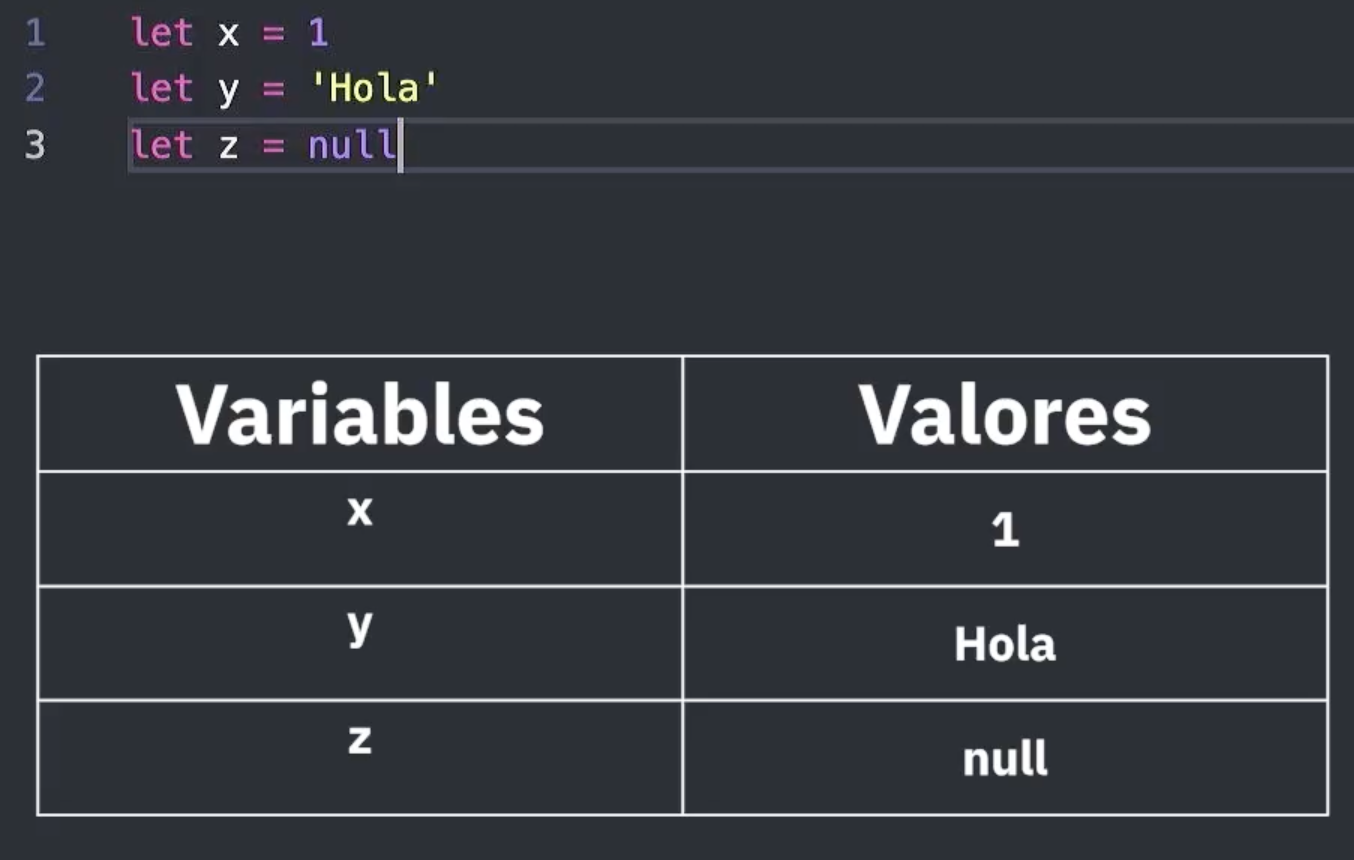 1 let x = 1
2 let y = 'Hola'
3 let z = null
Variables Valores
x 1
y Hola
z null